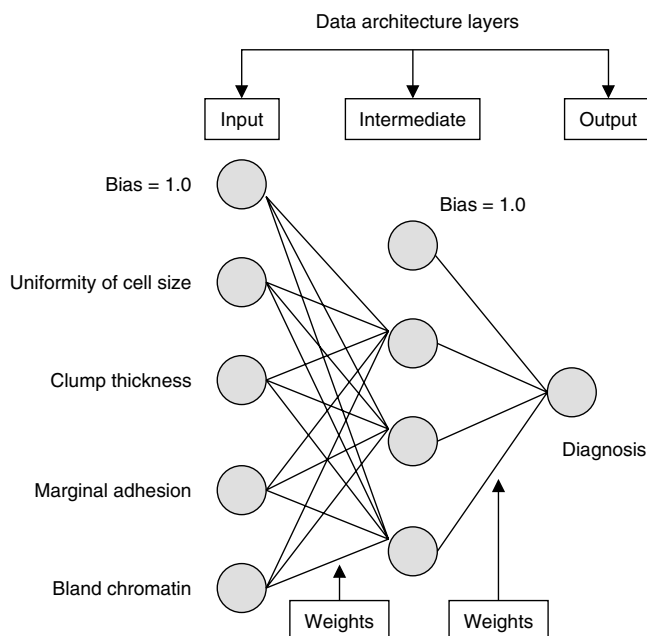 Data architecture layers
Input
Intermediate
Output
Bias = 1.0
Bias = 1.0
Uniformity of cell size
Clump thickness
Diagnosis
Marginal adhesion
Bland chromatin
Weights
Weights